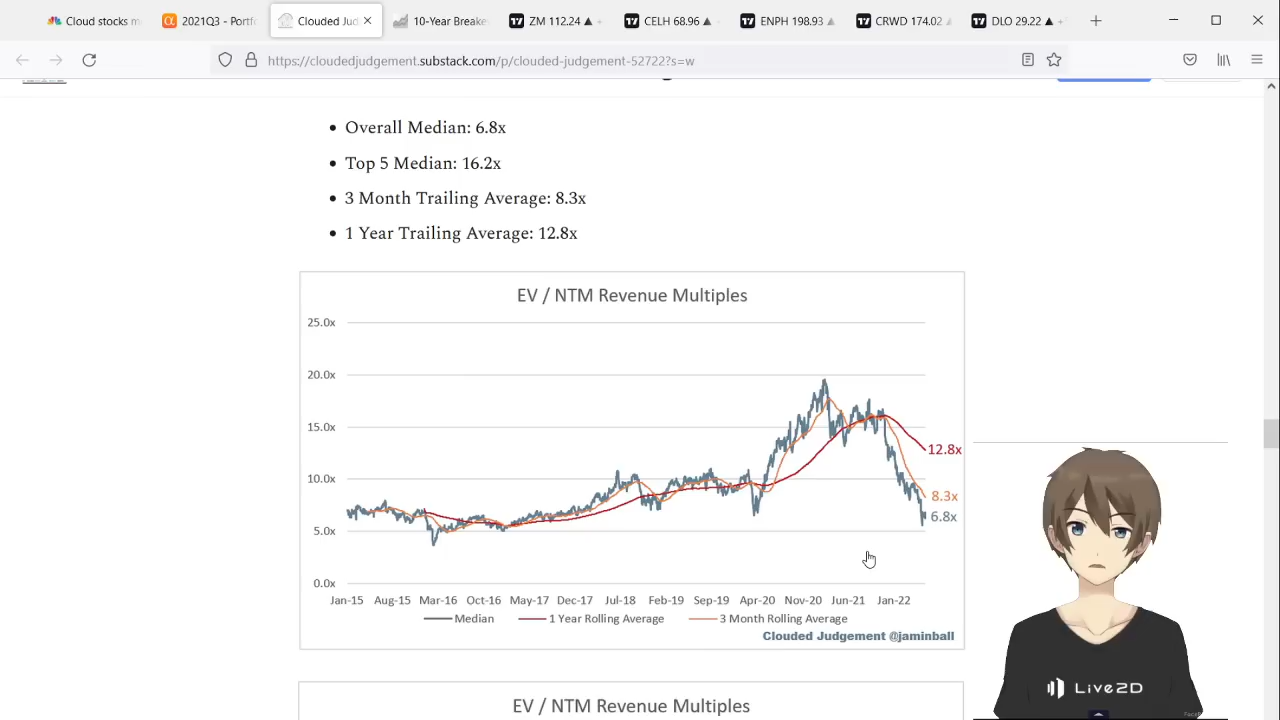 Cloud stocks m
2021Q3 - Portf
Clouded Jud
10-Year Breake
ZM 112.24 ▲
CELH 68.96 ▲
ENPH 198.93
CRWD 174.02
DLO 29.22 ▲
https://cloudedjudgement.substack.com/p/clouded-judgement-52722?s=w
Overall Median: 6.8x
Top 5 Median: 16.2x
3 Month Trailing Average: 8.3x
1 Year Trailing Average: 12.8x
EV / NTM Revenue Multiples
25.0x
20.0x
15.0x
10.0x
5.0x
0.0x
12.8x
8.3x
6.8x
Jan-15 Aug-15 Mar-16 Oct-16 May-17 Dec-17 Jul-18 Feb-19 Sep-19 Apr-20 Nov-20 Jun-21 Jan-22
Median 1 Year Rolling Average 3 Month Rolling Average
Clouded Judgement @jaminball
EV / NTM Revenue Multiples
Live2D